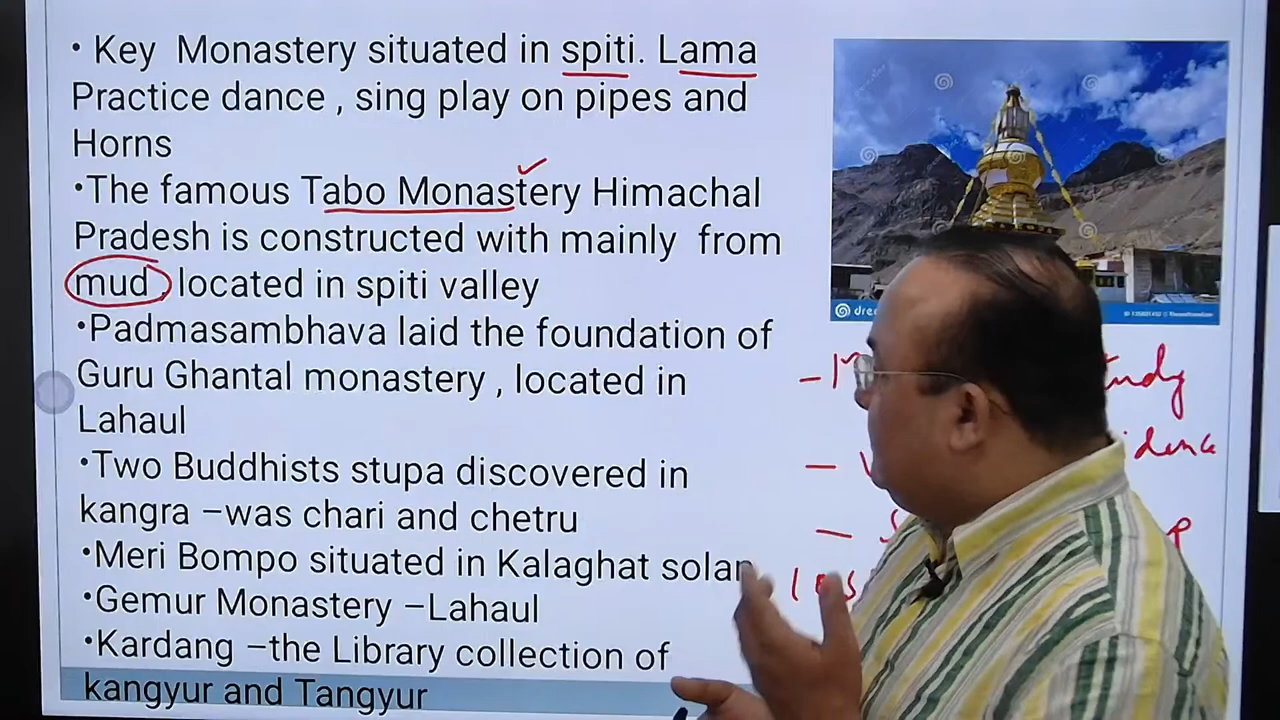 • Key Monastery situated in spiti. Lama
Practice dance , sing play on pipes and
Horns
•The famous Tabo Monastery Himachal
Pradesh is constructed with mainly from
mud , located in spiti valley
•Padmasambhava laid the foundation of
Guru Ghantal monastery , located in
Lahaul
•Two Buddhists stupa discovered in
kangra –was chari and chetru
•Meri Bompo situated in Kalaghat solan
•Gemur Monastery –Lahaul
•Kardang –the Library collection of
kangyur and Tangyur